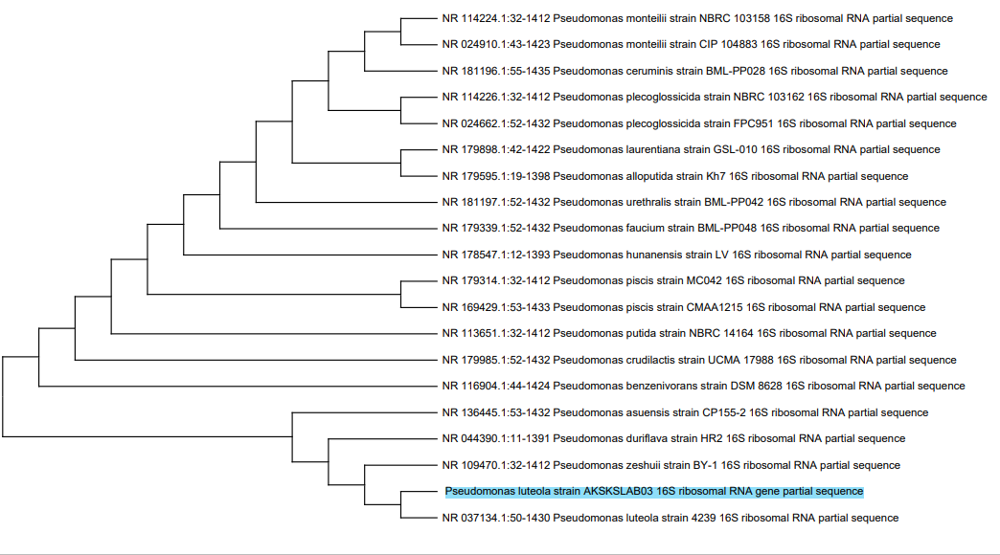 NR 114224.1:32-1412 Pseudomonas monteilii strain NBRC 103158 16S ribosomal RNA partial sequence
NR 024910.1:43-1423 Pseudomonas monteilii strain CIP 104883 16S ribosomal RNA partial sequence
NR 181196.1:55-1435 Pseudomonas ceruminis strain BML-PP028 16S ribosomal RNA partial sequence
NR 114226.1:32-1412 Pseudomonas plecoglossicida strain NBRC 103162 16S ribosomal RNA partial sequence
NR 024662.1:52-1432 Pseudomonas plecoglossicida strain FPC951 16S ribosomal RNA partial sequence
NR 179898.1:42-1422 Pseudomonas laurentiana strain GSL-010 16S ribosomal RNA partial sequence
NR 179595.1:19-1398 Pseudomonas alloputida strain Kh7 16S ribosomal RNA partial sequence
NR 181197.1:52-1432 Pseudomonas urethralis strain BML-PP042 16S ribosomal RNA partial sequence
NR 179339.1:52-1432 Pseudomonas faucium strain BML-PP048 16S ribosomal RNA partial sequence
NR 178547.1:12-1393 Pseudomonas hunanensis strain LV 16S ribosomal RNA partial sequence
NR 179314.1:32-1412 Pseudomonas piscis strain MC042 16S ribosomal RNA partial sequence
NR 169429.1:53-1433 Pseudomonas piscis strain CMAA1215 16S ribosomal RNA partial sequence
NR 113651.1:32-1412 Pseudomonas putida strain NBRC 14164 16S ribosomal RNA partial sequence
NR 179985.1:52-1432 Pseudomonas crudilactis strain UCMA 17988 16S ribosomal RNA partial sequence
NR 116904.1:44-1424 Pseudomonas benzenivorans strain DSM 8628 16S ribosomal RNA partial sequence
NR 136445.1:53-1432 Pseudomonas asuensis strain CP155-2 16S ribosomal RNA partial sequence
NR 044390.1:11-1391 Pseudomonas duriflava strain HR2 16S ribosomal RNA partial sequence
NR 109470.1:32-1412 Pseudomonas zeshuii strain BY-1 16S ribosomal RNA partial sequence
Pseudomonas luteola strain AKSKSLAB03 16S ribosomal RNA gene partial sequence
NR 037134.1:50-1430 Pseudomonas luteola strain 4239 16S ribosomal RNA partial sequence